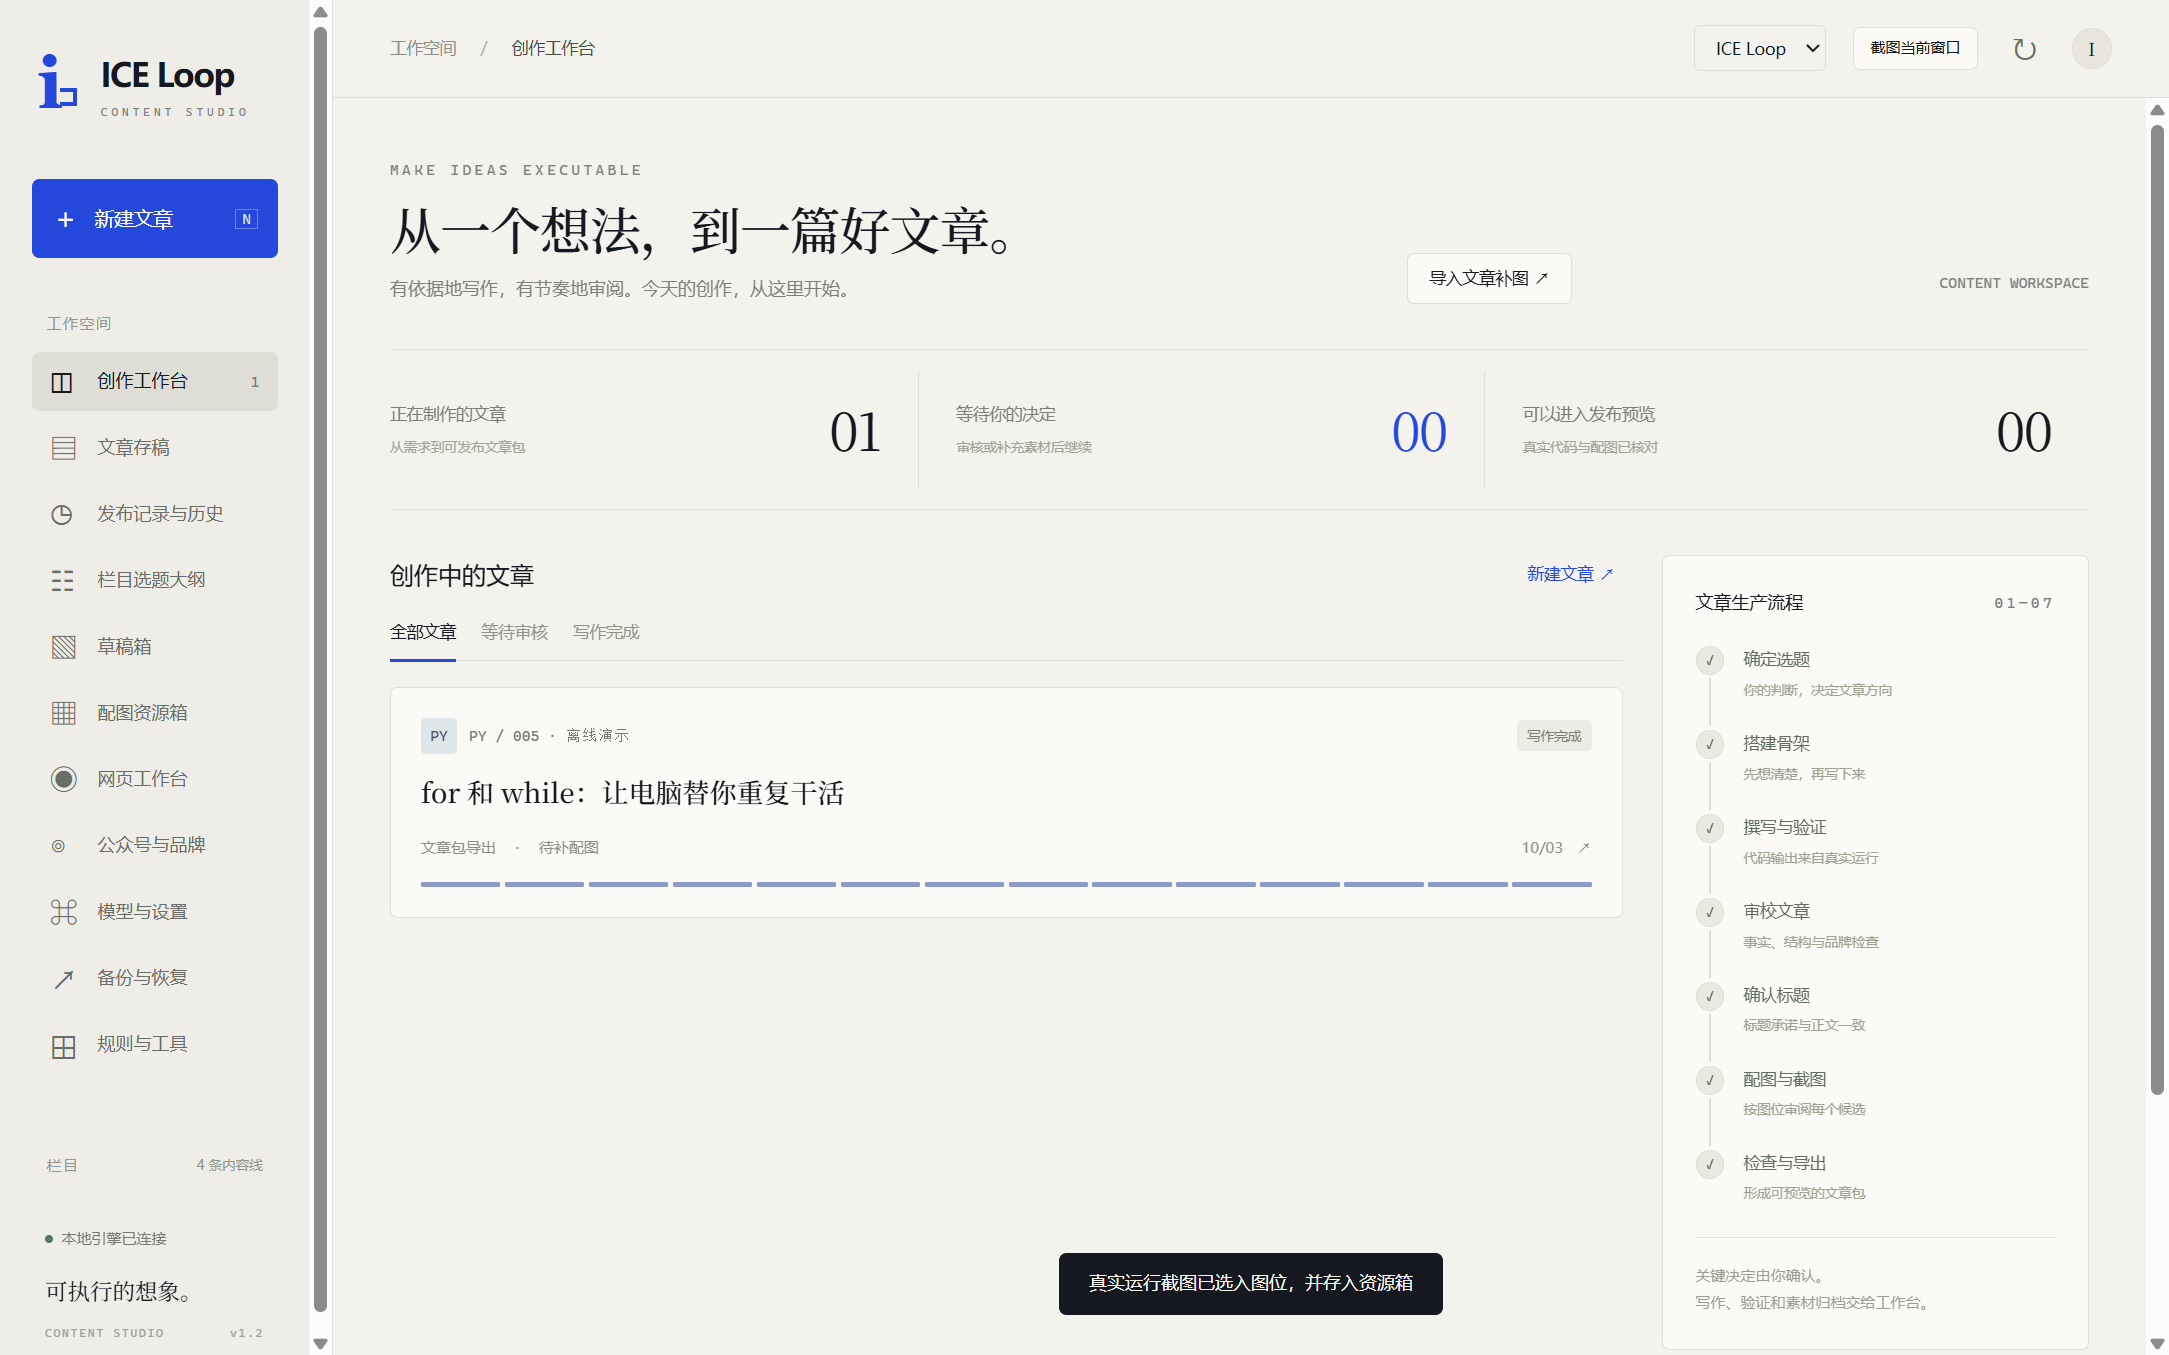 ICE Loop
CONTENT STUDIO
+ 新建文章 N
工作空间
创作工作台 1
文章存稿
发布记录与历史
栏目选题大纲
草稿箱
配图资源箱
网页工作台
公众号与品牌
模型与设置
备份与恢复
规则与工具
栏目 4 条内容线
本地引擎已连接
可执行的想象。
CONTENT STUDIO v1.2
工作空间 / 创作工作台
ICE Loop
截图当前窗口
I
MAKE IDEAS EXECUTABLE
从一个想法，到一篇好文章。
有依据地写作，有节奏地审阅。今天的创作，从这里开始。
导入文章补图 ↗
CONTENT WORKSPACE
正在制作的文章
从需求到可发布文章包
01
等待你的决定
审核或补充素材后继续
00
可以进入发布预览
真实代码与配图已核对
00
创作中的文章
新建文章 ↗
全部文章 等待审核 写作完成
PY PY / 005 · 离线演示
写作完成
for 和 while：让电脑替你重复干活
文章包导出 · 待补配图
10/03 ↗
文章生产流程 01—07
✓ 确定选题
你的判断，决定文章方向
✓ 搭建骨架
先想清楚，再写下来
✓ 撰写与验证
代码输出来自真实运行
✓ 审校文章
事实、结构与品牌检查
✓ 确认标题
标题承诺与正文一致
✓ 配图与截图
按图位审阅每个候选
✓ 检查与导出
形成可预览的文章包
关键决定由你确认。
写作、验证和素材归档交给工作台。
真实运行截图已选入图位，并存入资源箱